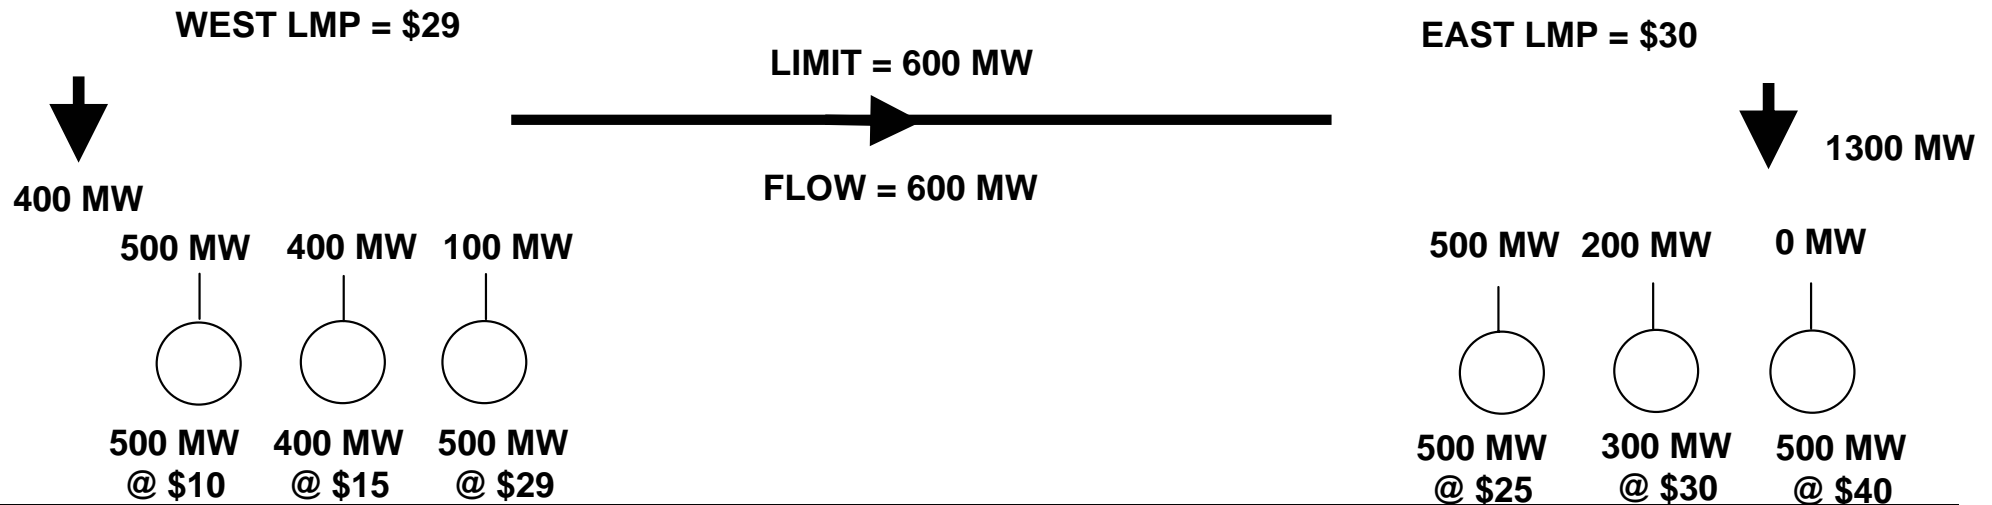 WEST LMP = $29
EAST LMP = $30
LIMIT = 600 MW
1300 MW
FLOW = 600 MW
400 MW
500 MW 400 MW 100 MW
500 MW 200 MW 0 MW
500 MW 400 MW 500 MW
@ $10 @ $15 @ $29
500 MW 300 MW 500 MW
@ $25 @ $30 @ $40